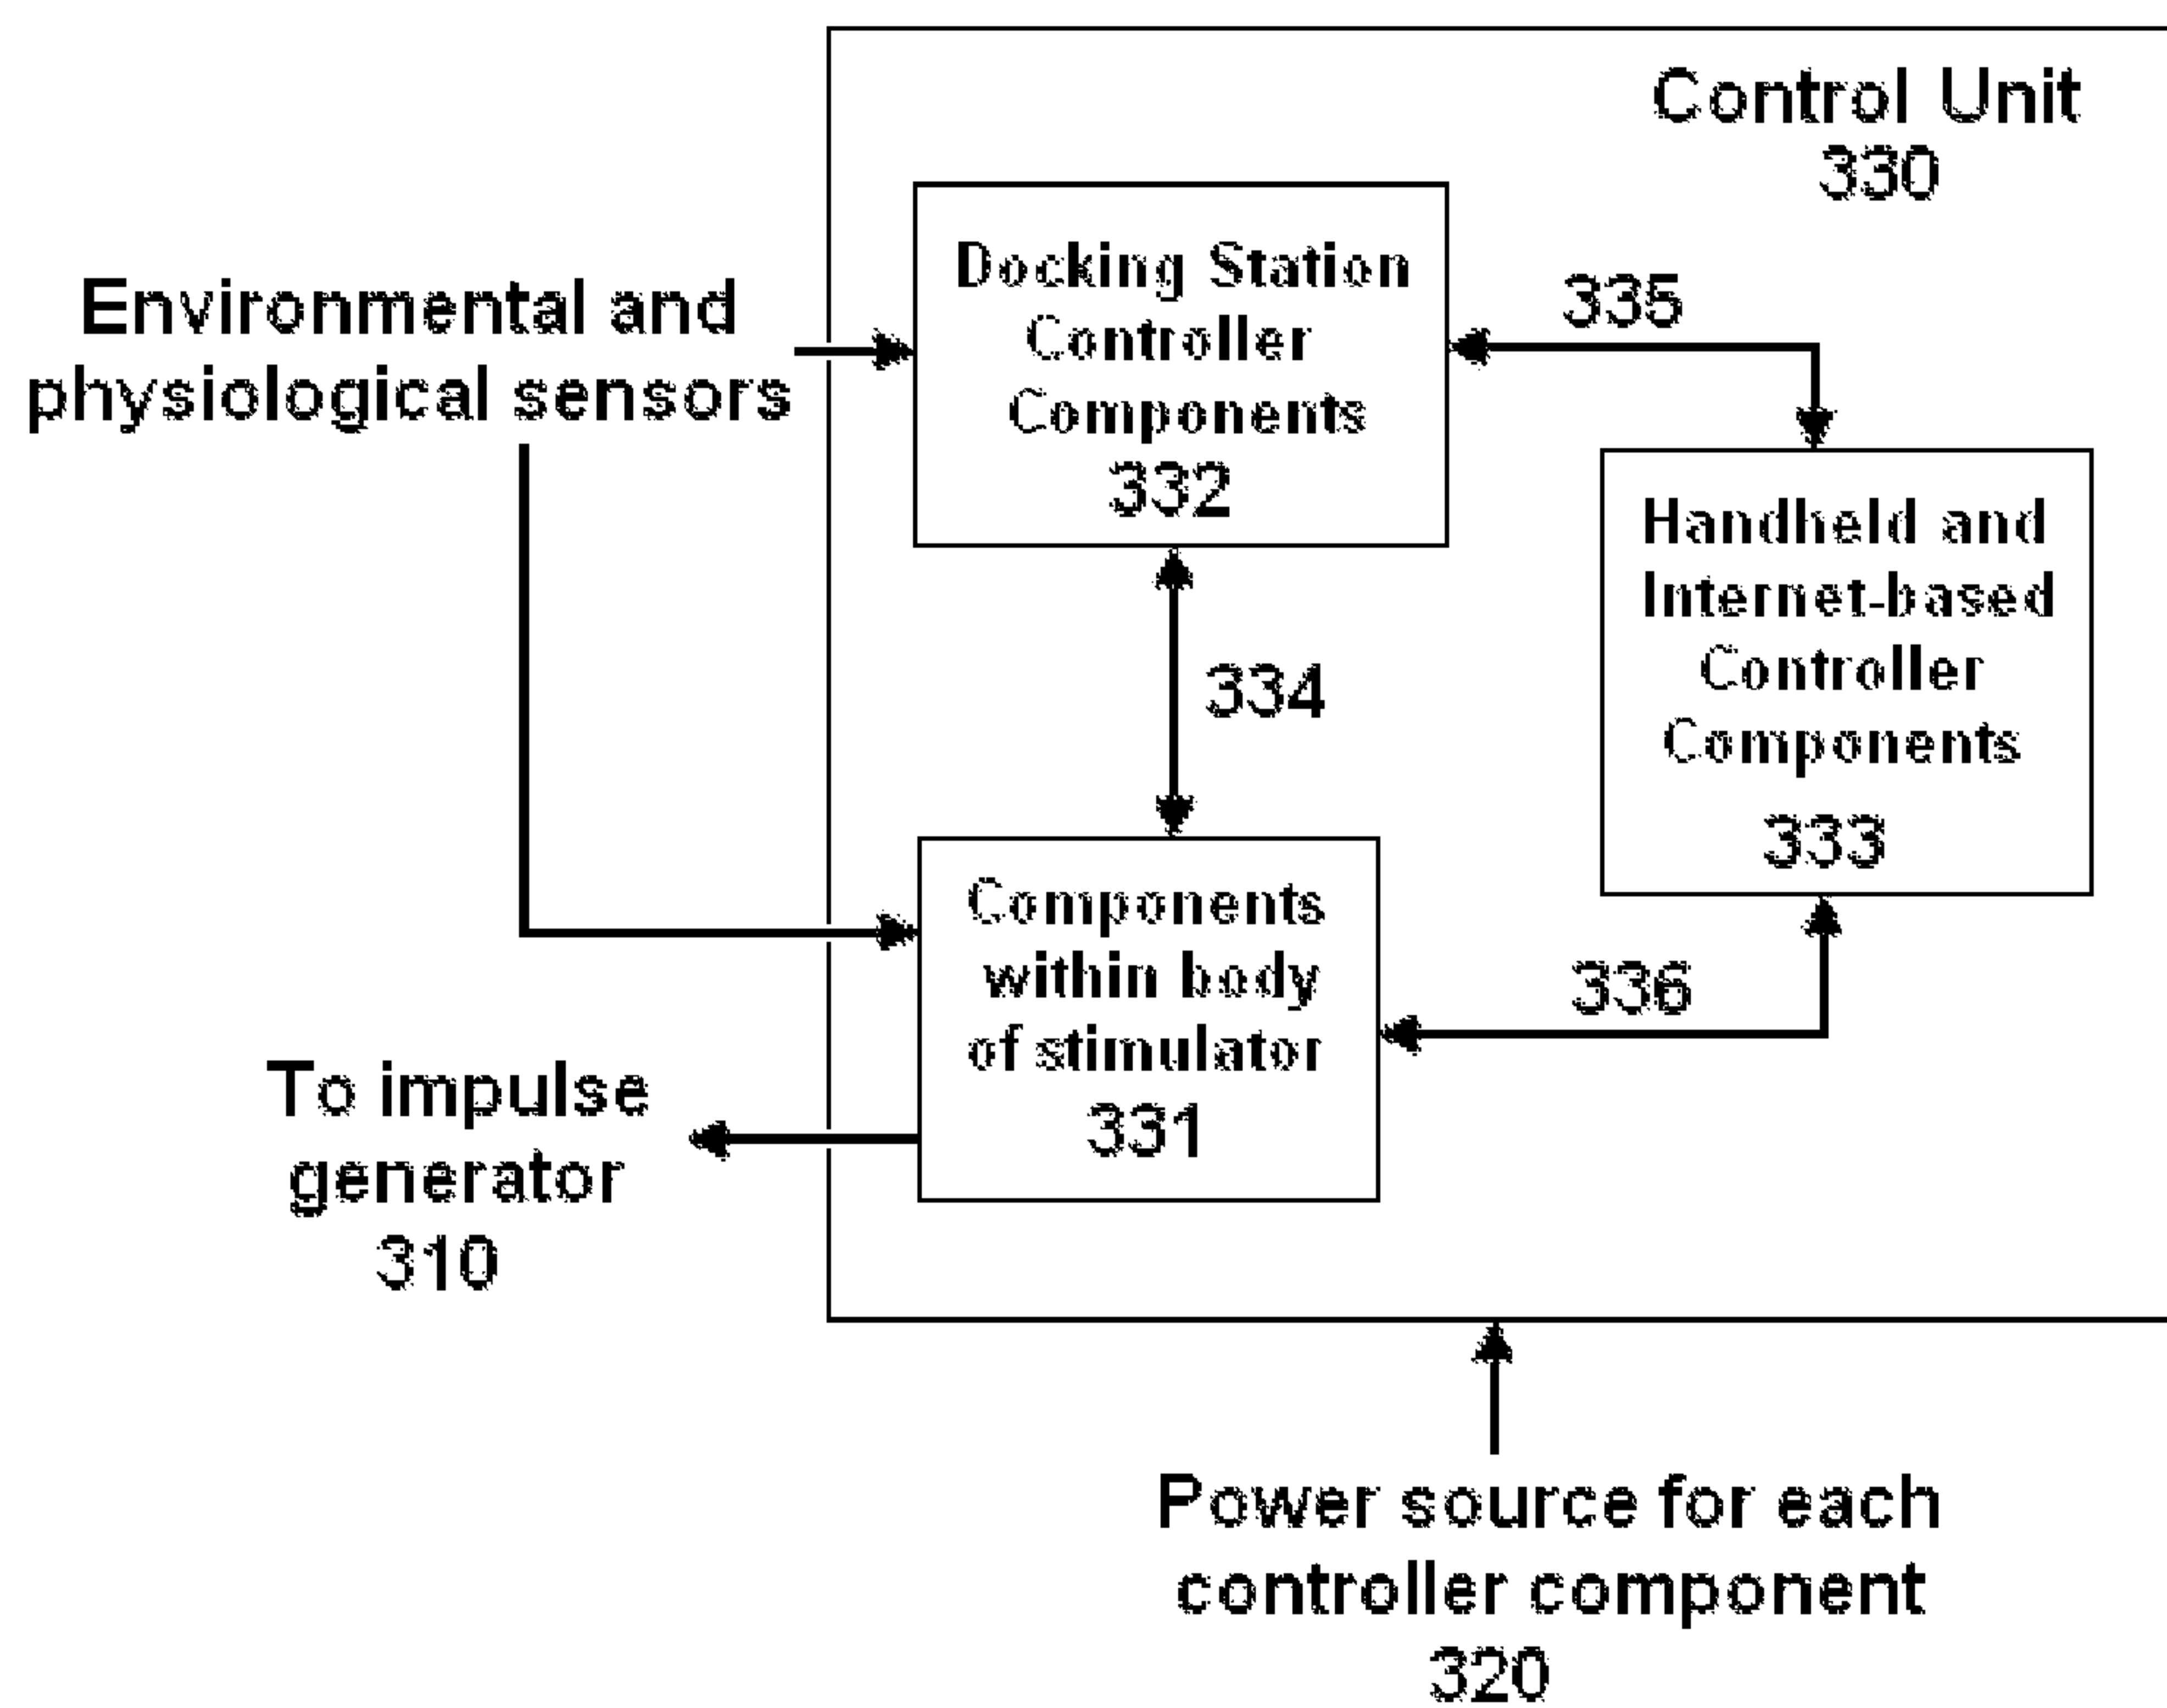 Control Unit
330
Environmental and
physiological sensors
Docking Station
Controller
Components
332
335
Handheld and
Internet-based
Controller
Components
333
334
Components
within body
of stimulator
331
336
To impulse
generator
310
Power source for each
controller component
320